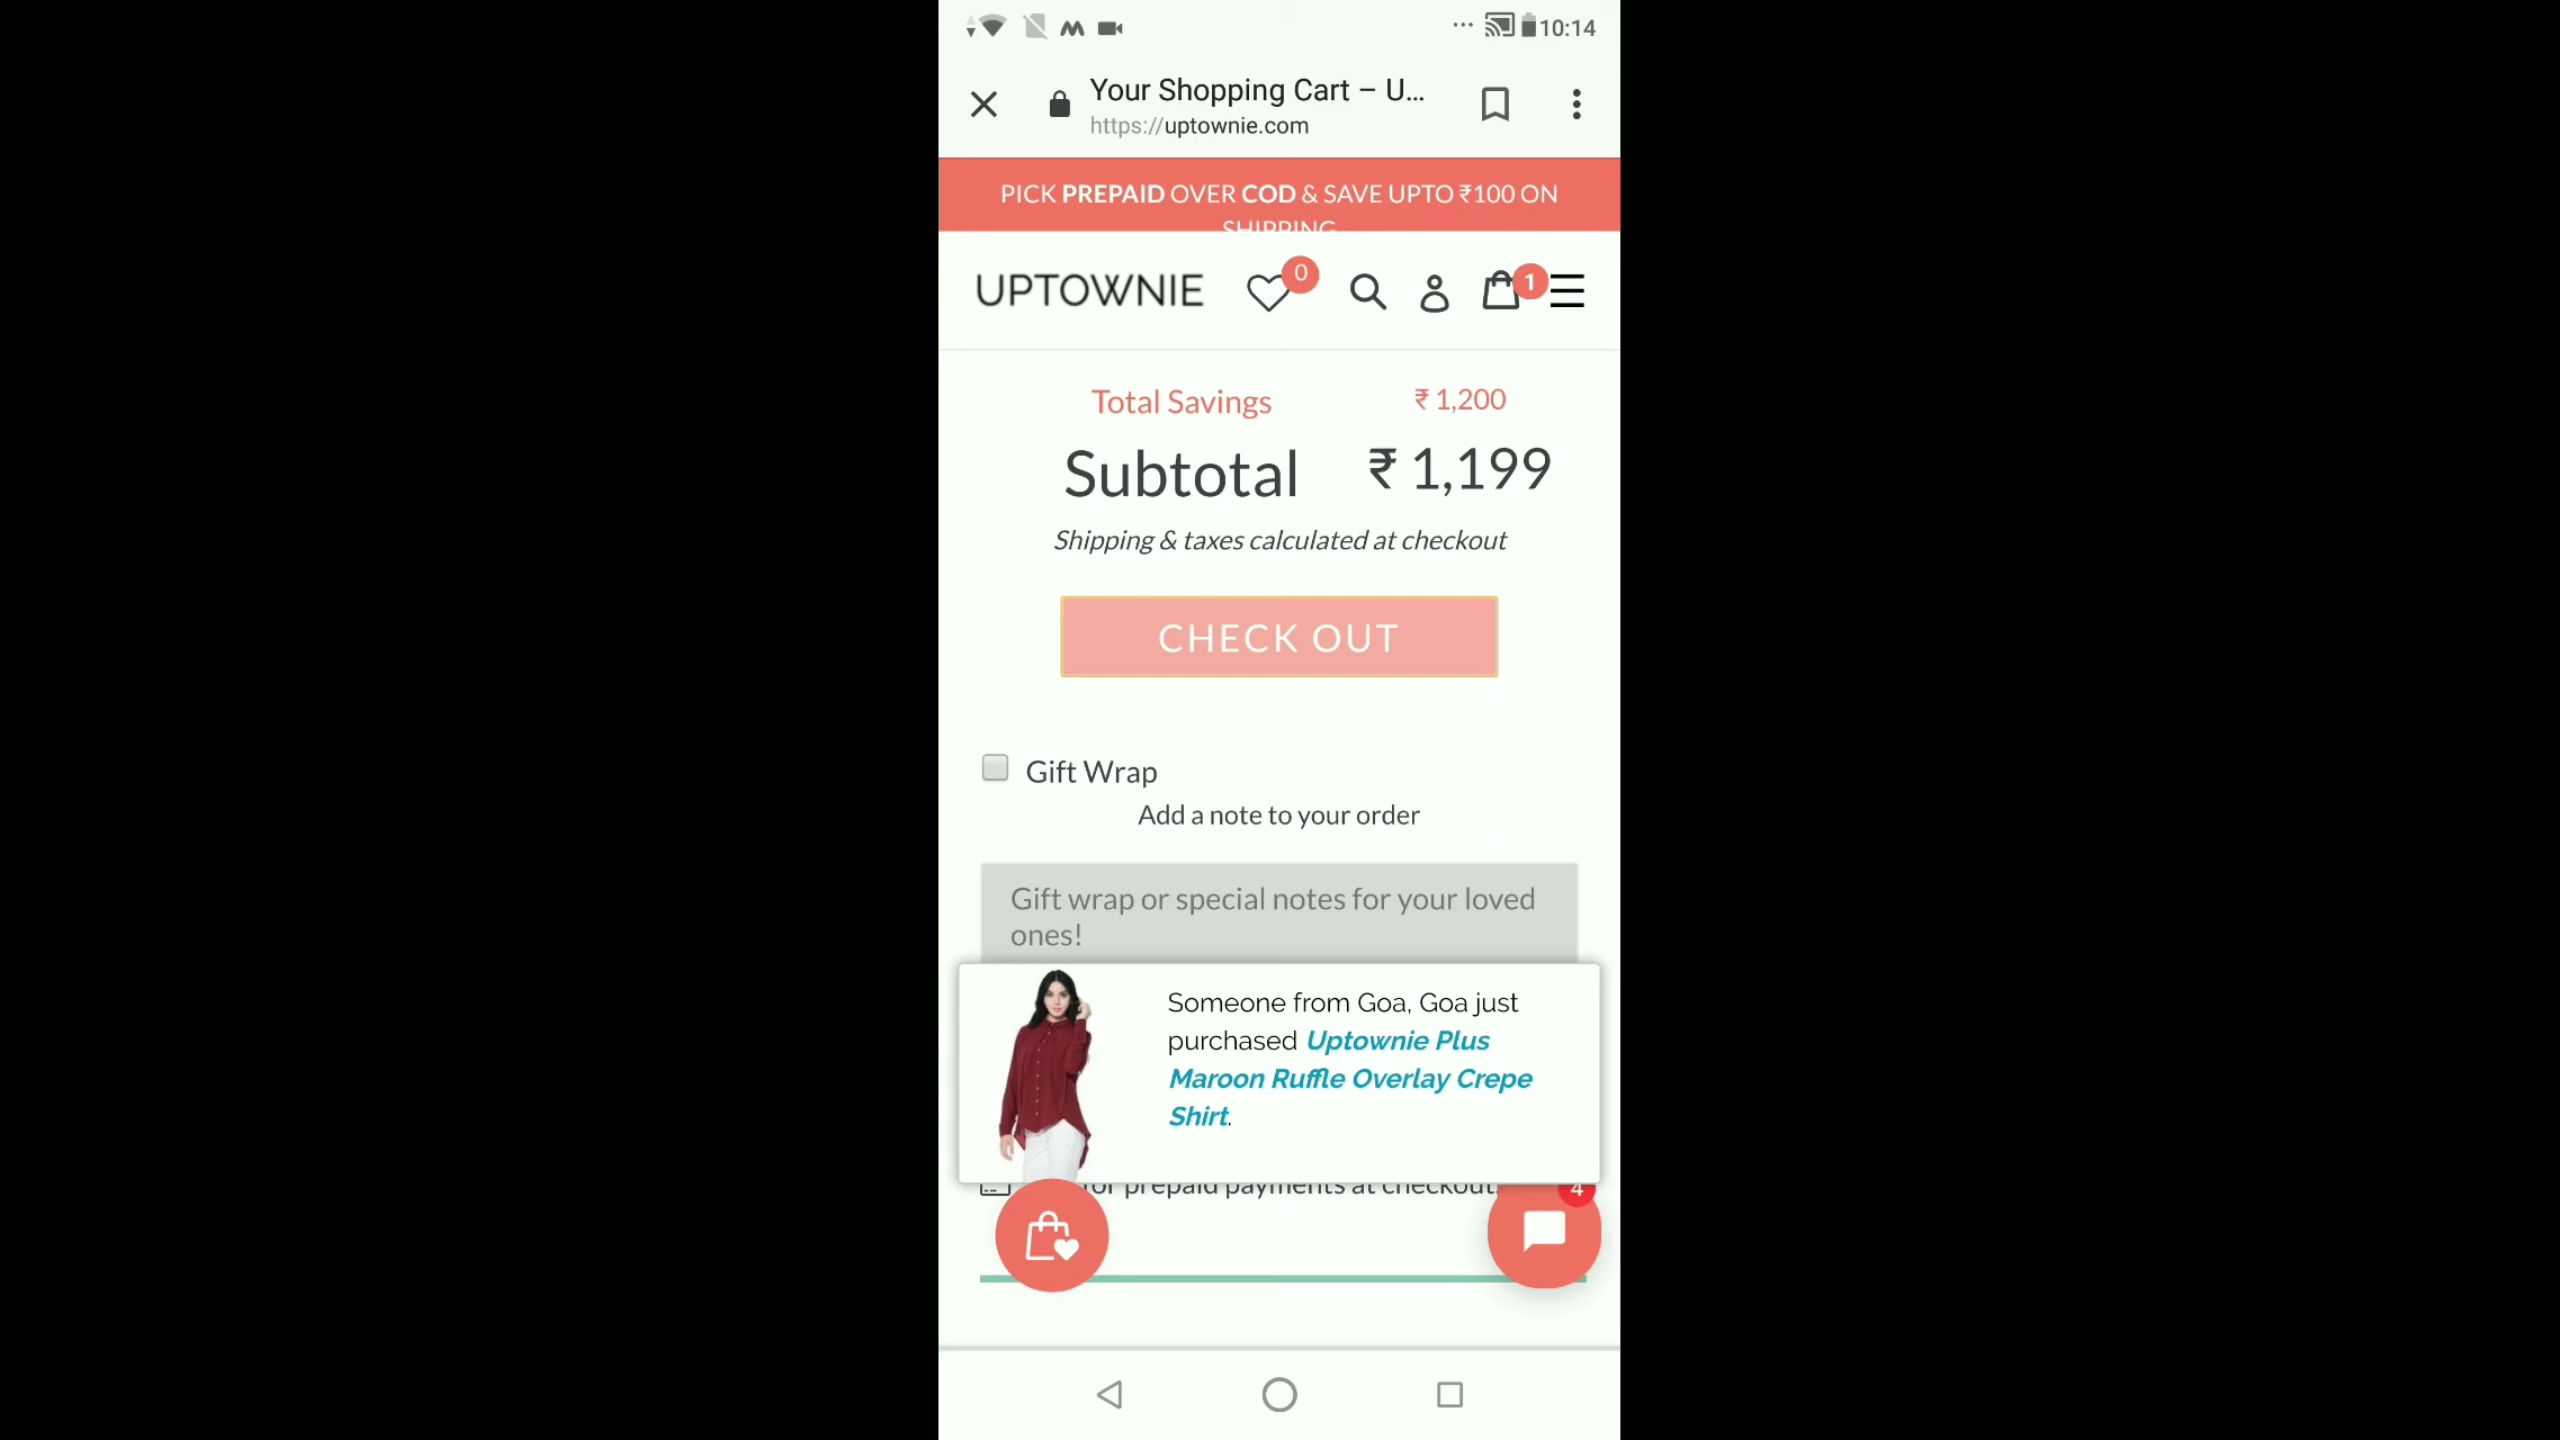 10:14
Your Shopping Cart – U...
https://uptownie.com
PICK PREPAID OVER COD & SAVE UPTO ₹100 ON
SHIPPING
UPTOWNIE
0
1
Total Savings ₹ 1,200
Subtotal ₹ 1,199
Shipping & taxes calculated at checkout
CHECK OUT
Gift Wrap
Add a note to your order
Gift wrap or special notes for your loved
ones!
Someone from Goa, Goa just
purchased Uptownie Plus
Maroon Ruffle Overlay Crepe
Shirt.
for prepaid payments at checkout.
4